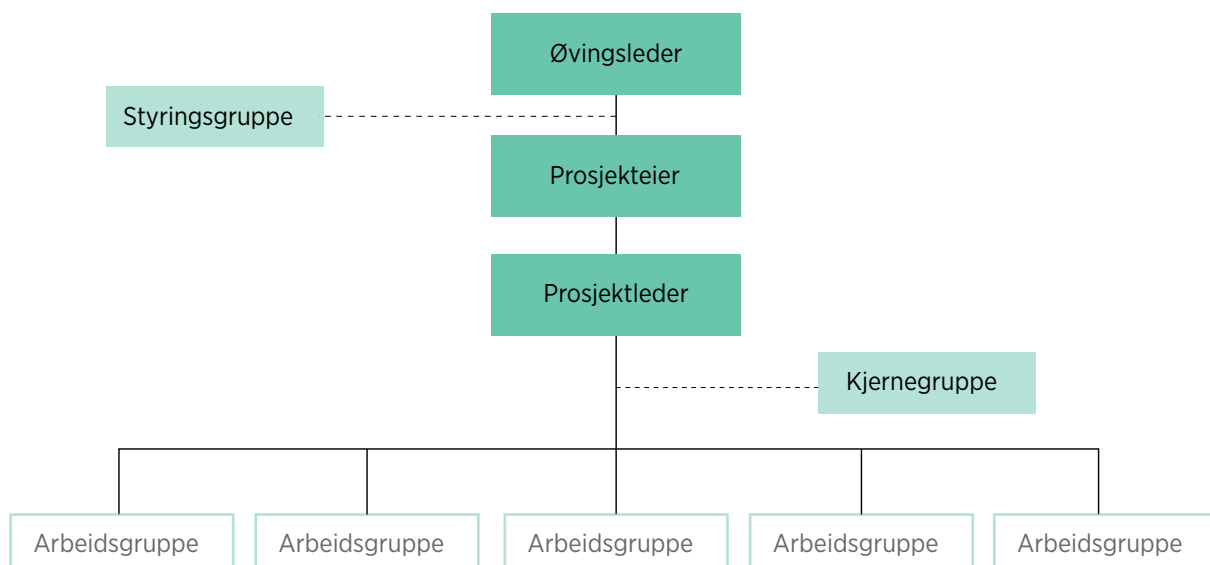 Øvingsleder
Styringsgruppe
Prosjekteier
Prosjektleder
Kjernegruppe
Arbeidsgruppe
Arbeidsgruppe
Arbeidsgruppe
Arbeidsgruppe
Arbeidsgruppe